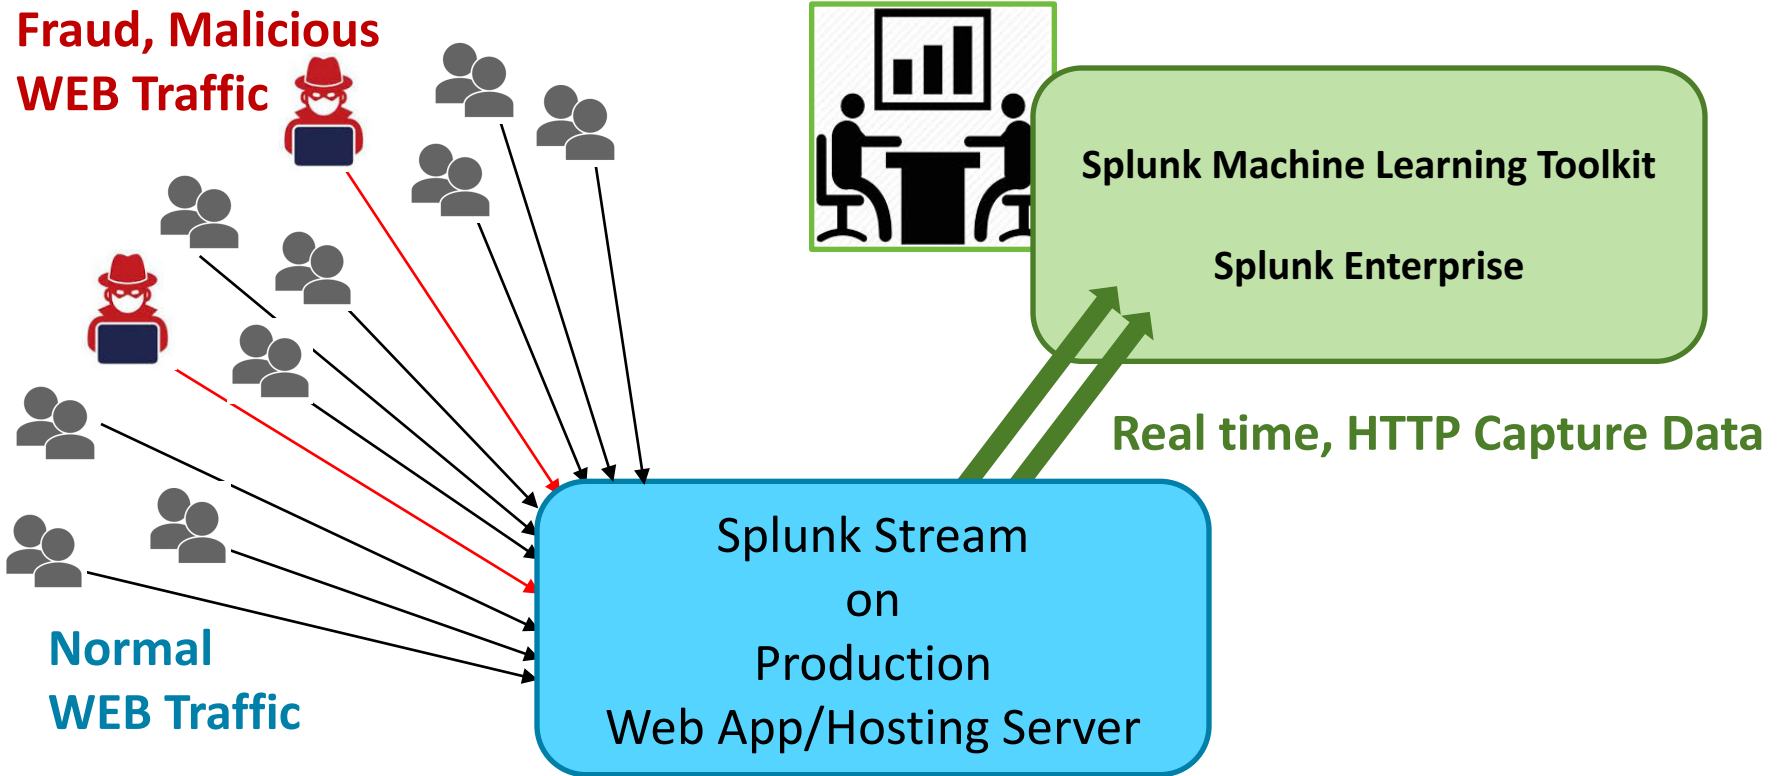 Fraud, Malicious
WEB Traffic
Splunk Machine Learning Toolkit
Splunk Enterprise
Real time, HTTP Capture Data
Splunk Stream
on
Production
Web App/Hosting Server
Normal
WEB Traffic